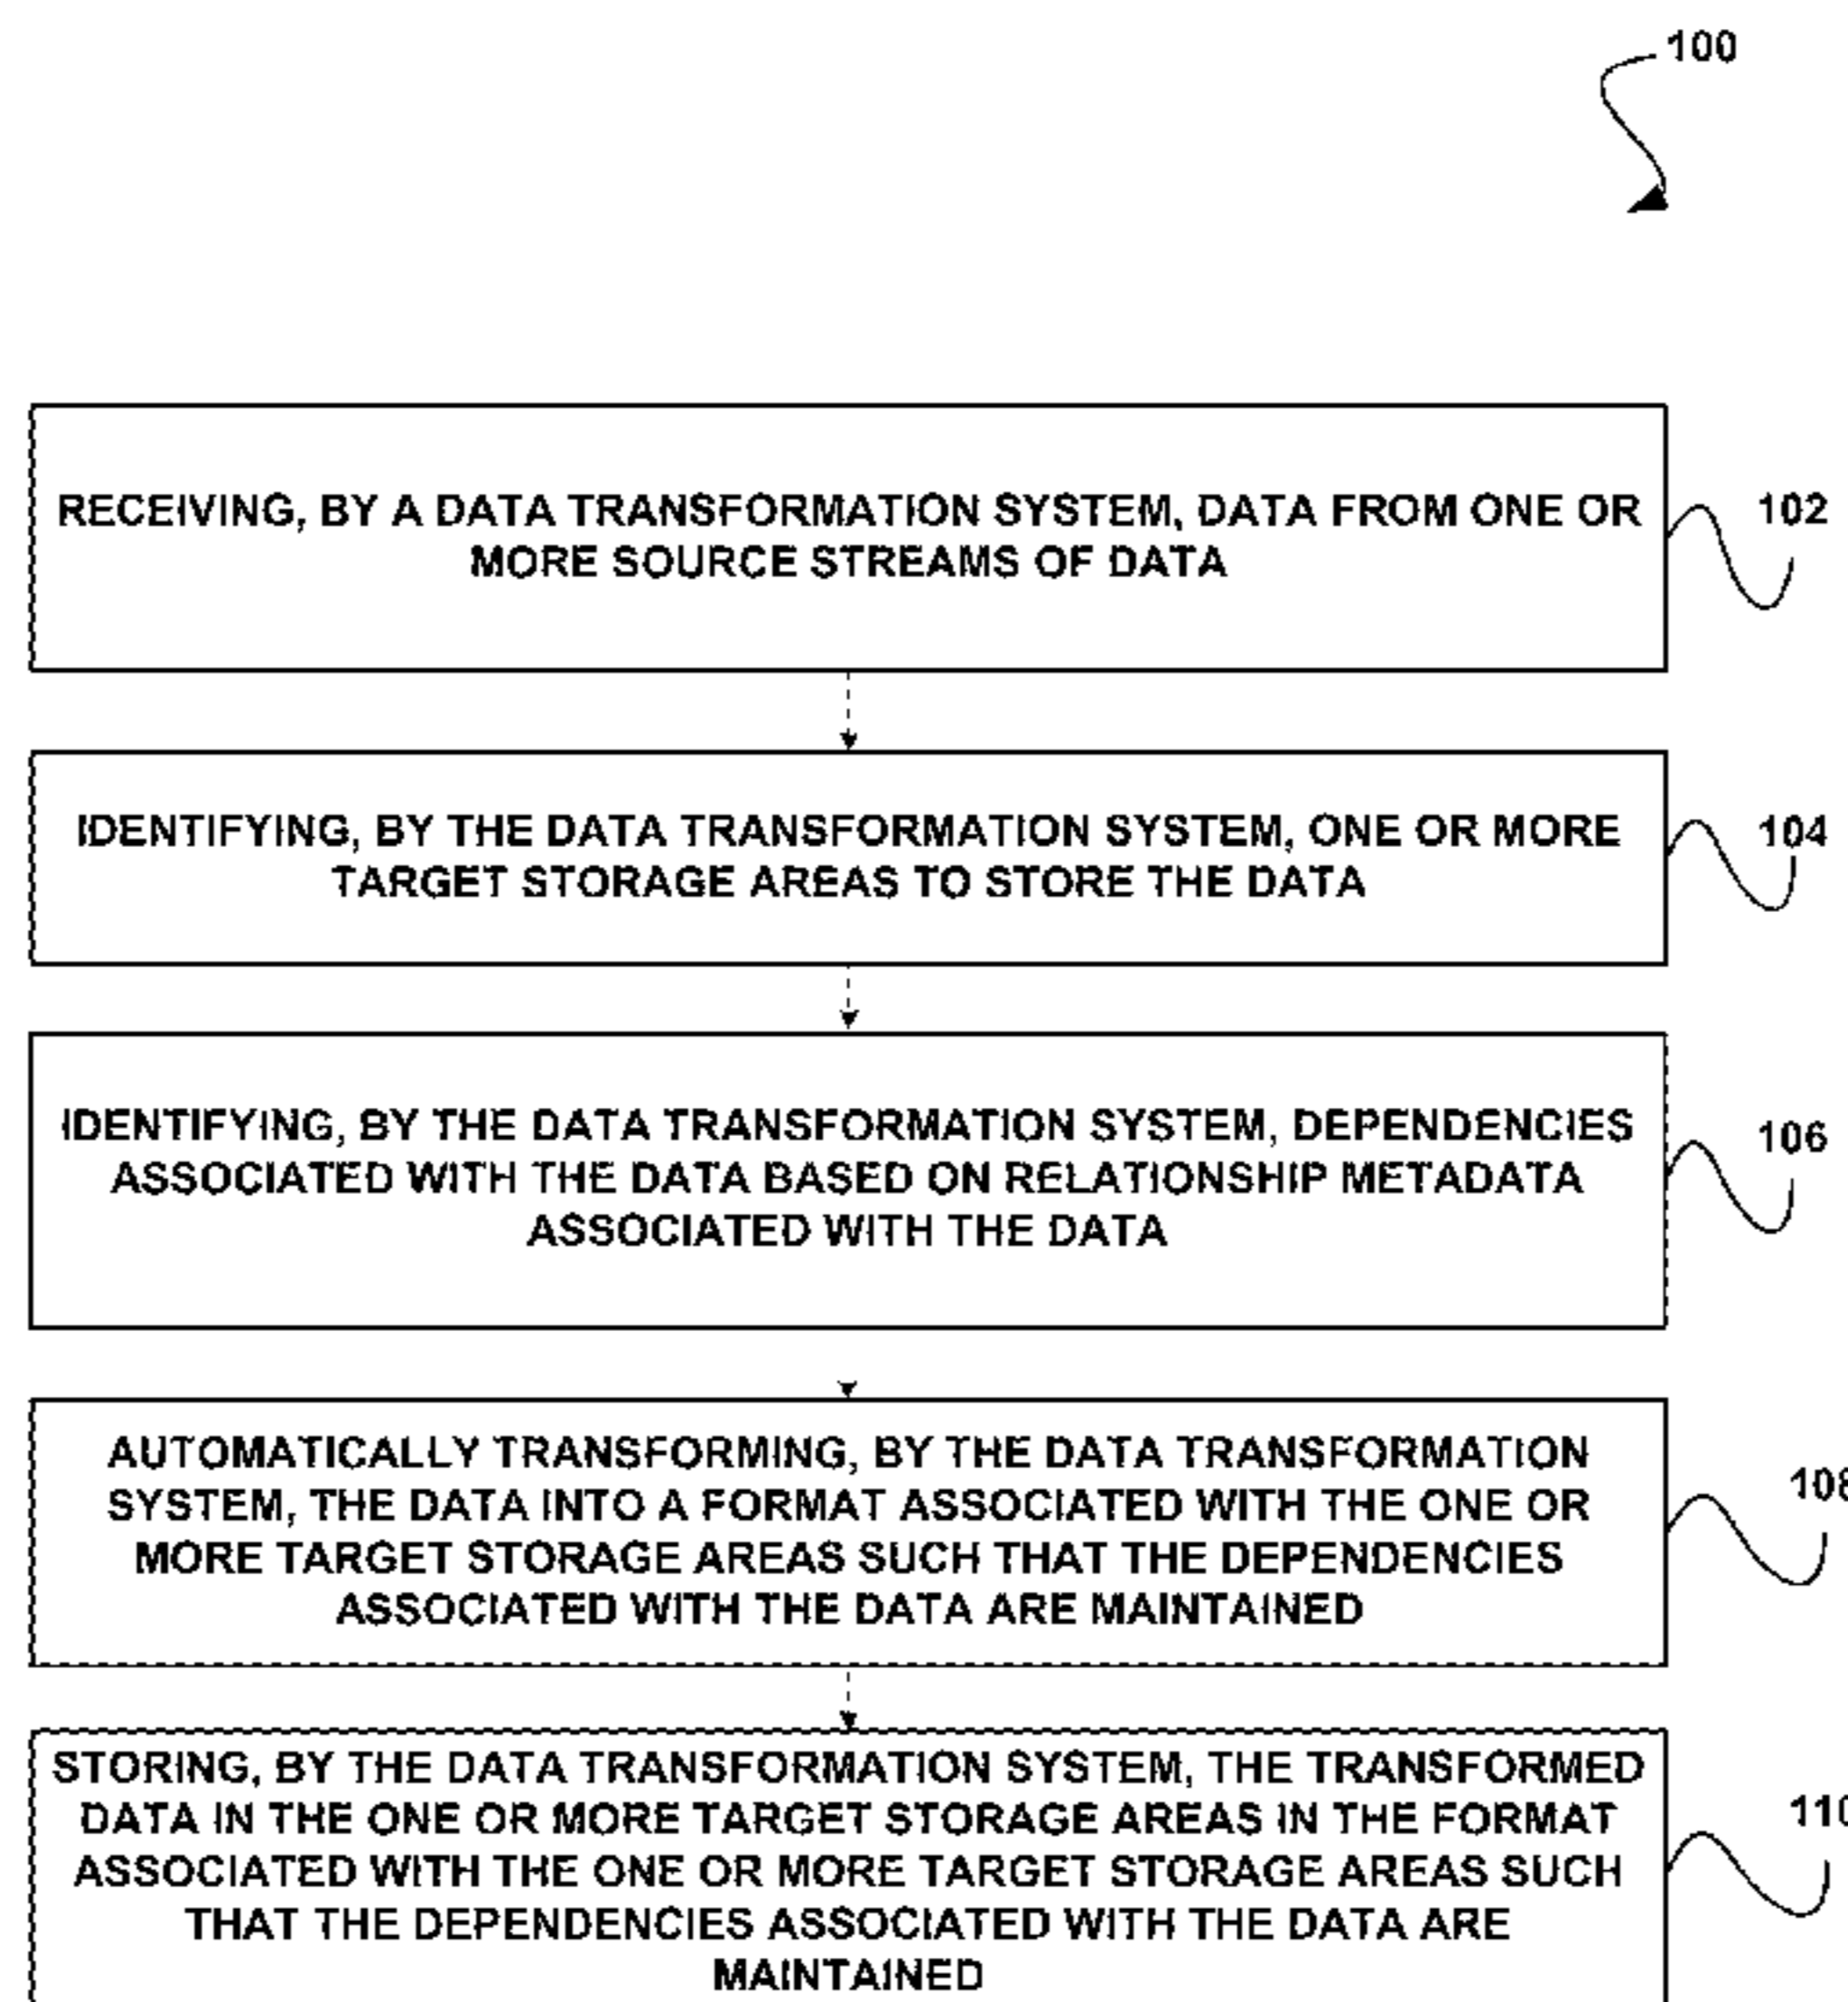 100
RECEIVING, BY A DATA TRANSFORMATION SYSTEM, DATA FROM ONE OR
MORE SOURCE STREAMS OF DATA
102
IDENTIFYING, BY THE DATA TRANSFORMATION SYSTEM, ONE OR MORE
TARGET STORAGE AREAS TO STORE THE DATA
104
IDENTIFYING, BY THE DATA TRANSFORMATION SYSTEM, DEPENDENCIES
ASSOCIATED WITH THE DATA BASED ON RELATIONSHIP METADATA
ASSOCIATED WITH THE DATA
106
AUTOMATICALLY TRANSFORMING, BY THE DATA TRANSFORMATION
SYSTEM, THE DATA INTO A FORMAT ASSOCIATED WITH THE ONE OR
MORE TARGET STORAGE AREAS SUCH THAT THE DEPENDENCIES
ASSOCIATED WITH THE DATA ARE MAINTAINED
108
STORING, BY THE DATA TRANSFORMATION SYSTEM, THE TRANSFORMED
DATA IN THE ONE OR MORE TARGET STORAGE AREAS IN THE FORMAT
ASSOCIATED WITH THE ONE OR MORE TARGET STORAGE AREAS SUCH
THAT THE DEPENDENCIES ASSOCIATED WITH THE DATA ARE
MAINTAINED
110